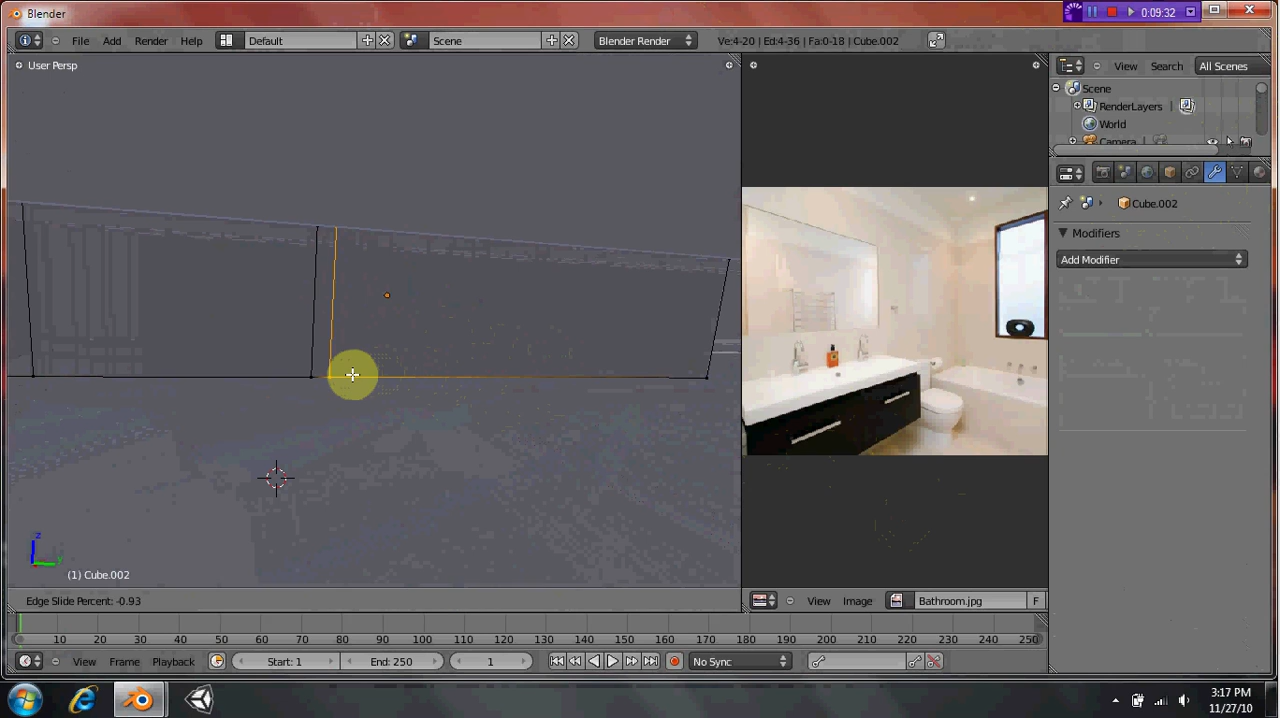 Blender
0:09:32
File Add Render Help Default Scene Blender Render Ve:4-20 | Ed:4-36 | Fa:0-18 | Cube.002
User Persp
View Search All Scenes
Scene
RenderLayers |
World
Camera |
Cube.002
Modifiers
Add Modifier
z
y
(1) Cube.002
Edge Slide Percent: -0.93
View Image Bathroom.jpg F
10 20 30 40 50 60 70 80 90 100 110 120 130 140 150 160 170 180 190 200 210 220 230 240 250
View Frame Playback Start: 1 End: 250 1 No Sync
3:17 PM
11/27/10